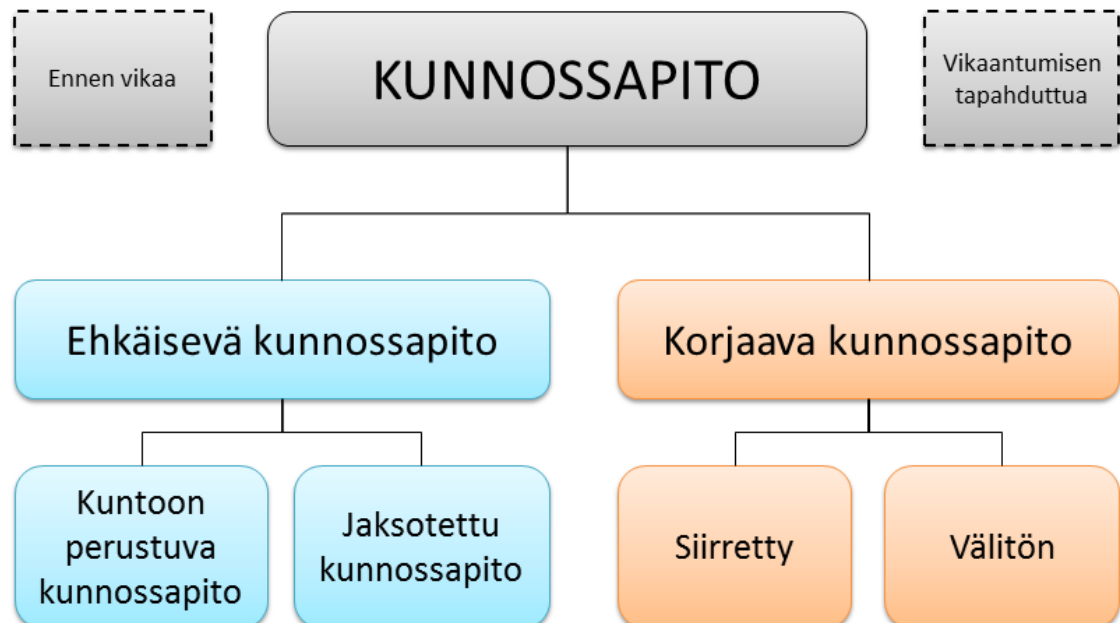 Ennen vikaa
KUNNOSSAPITO
Vikaantumisen
tapahduttua
Ehkäisevä kunnossapito
Korjaava kunnossapito
Kuntoon
perustuva
kunnossapito
Jaksotettu
kunnossapito
Siirretty
Välitön